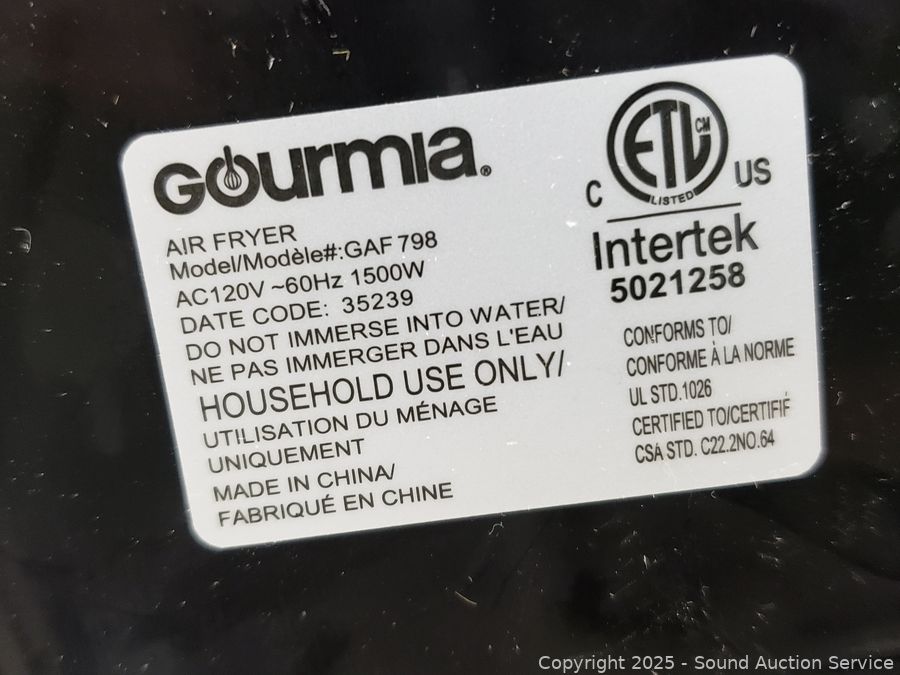 GOURMIA®
AIR FRYER
Model/Modèle#:GAF 798
AC120V ~60Hz 1500W
DATE CODE: 35239
DO NOT IMMERSE INTO WATER/
NE PAS IMMERGER DANS L'EAU
HOUSEHOLD USE ONLY/
UTILISATION DU MÉNAGE
UNIQUEMENT
MADE IN CHINA/
FABRIQUÉ EN CHINE
ETL CM
LISTED
C US
Intertek
5021258
CONFORMS TO/
CONFORME À LA NORME
UL STD.1026
CERTIFIED TO/CERTIFIÉ
CSA STD. C22.2NO.64
Copyright 2025 - Sound Auction Service